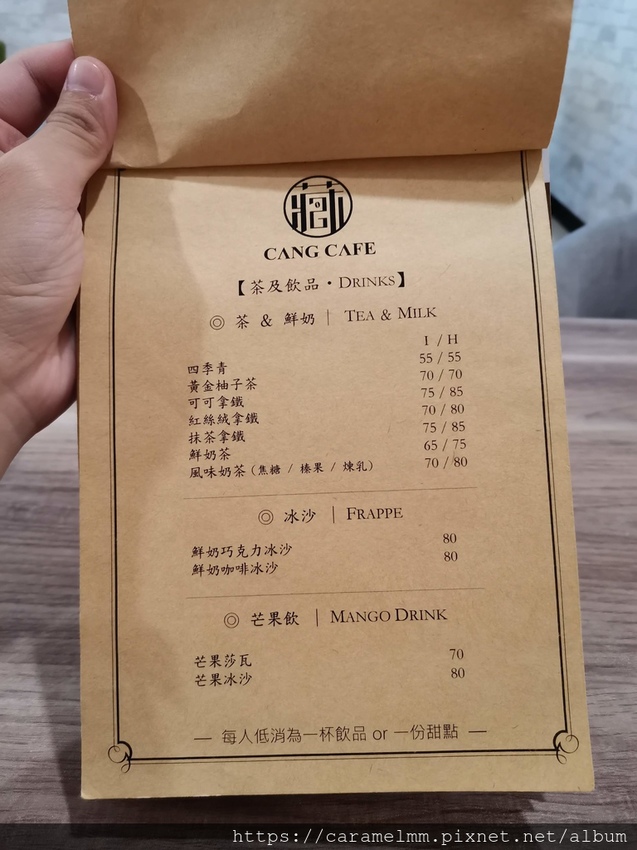 藏
CANG CAFE
【茶及飲品・DRINKS】
◎ 茶 & 鮮奶｜ TEA & MILK
I / H
四季青 55 / 55
黃金柚子茶 70 / 70
可可拿鐵 75 / 85
紅絲絨拿鐵 70 / 80
抹茶拿鐵 75 / 85
鮮奶茶 65 / 75
風味奶茶（焦糖 / 榛果 / 煉乳） 70 / 80
◎ 冰沙｜FRAPPE
鮮奶巧克力冰沙 80
鮮奶咖啡冰沙 80
◎ 芒果飲｜MANGO DRINK
芒果莎瓦 70
芒果冰沙 80
— 每人低消為一杯飲品 or 一份甜點 —
https://caramelmm.pixnet.net/album